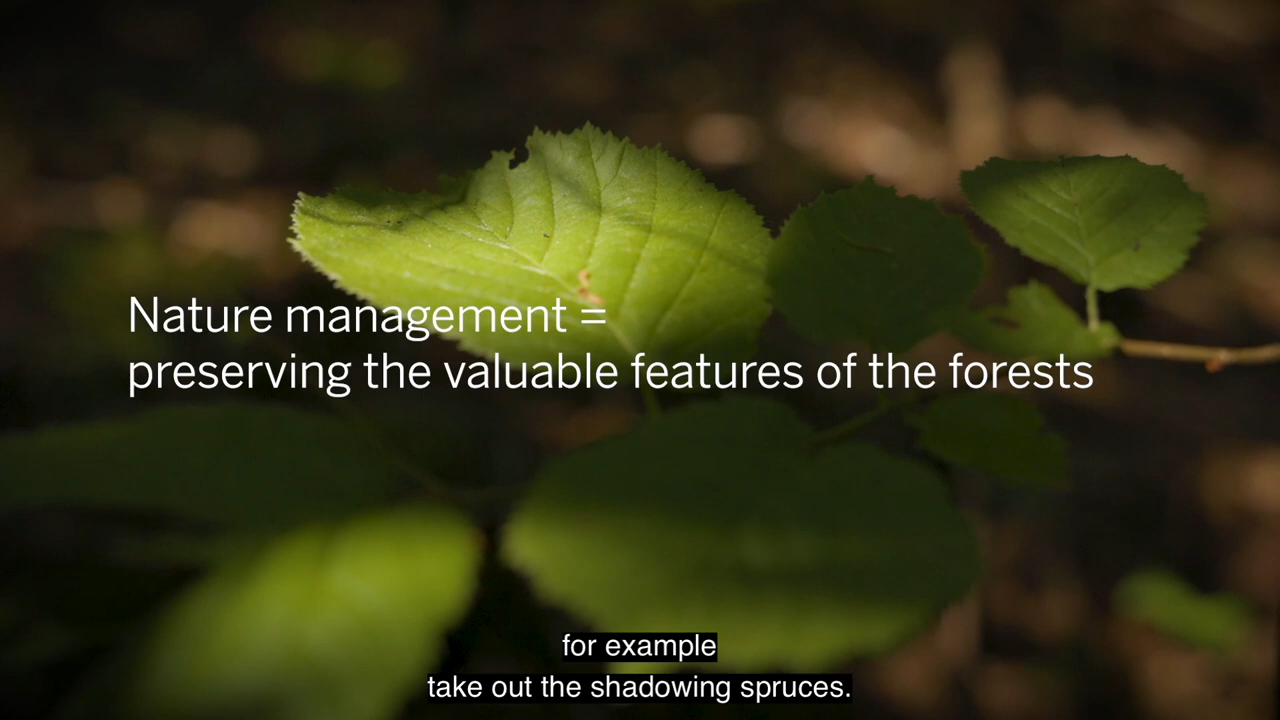 Nature management =
preserving the valuable features of the forests
for example
take out the shadowing spruces.